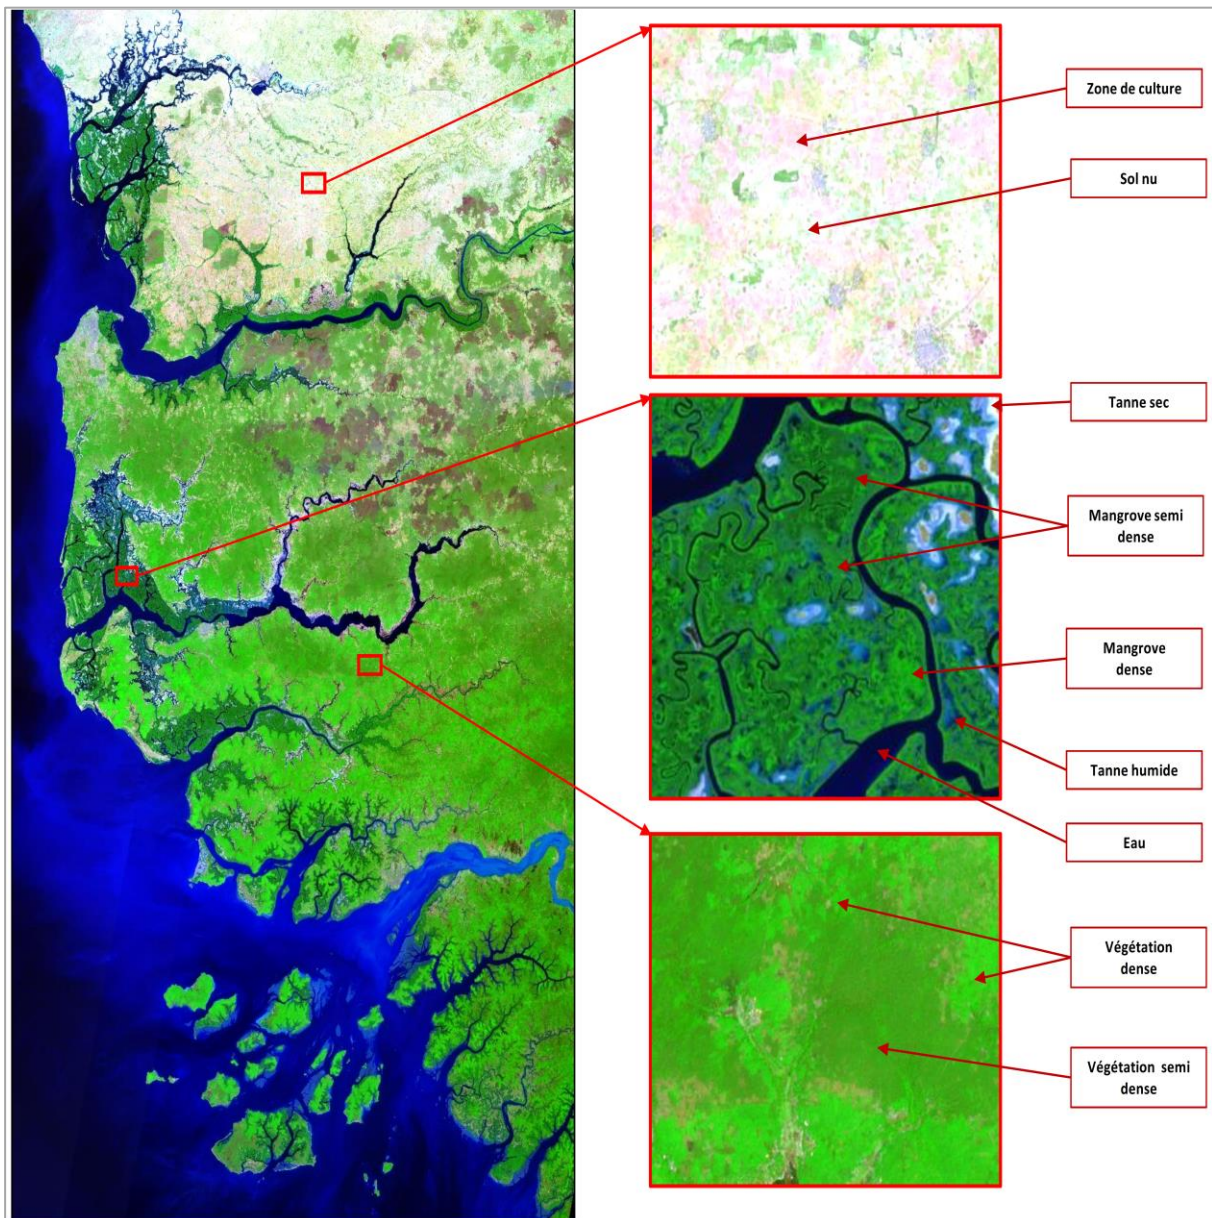 Zone de culture
Sol nu
Tanne sec
Mangrove semi
dense
Mangrove
dense
Tanne humide
Eau
Végétation
dense
Végétation semi
dense